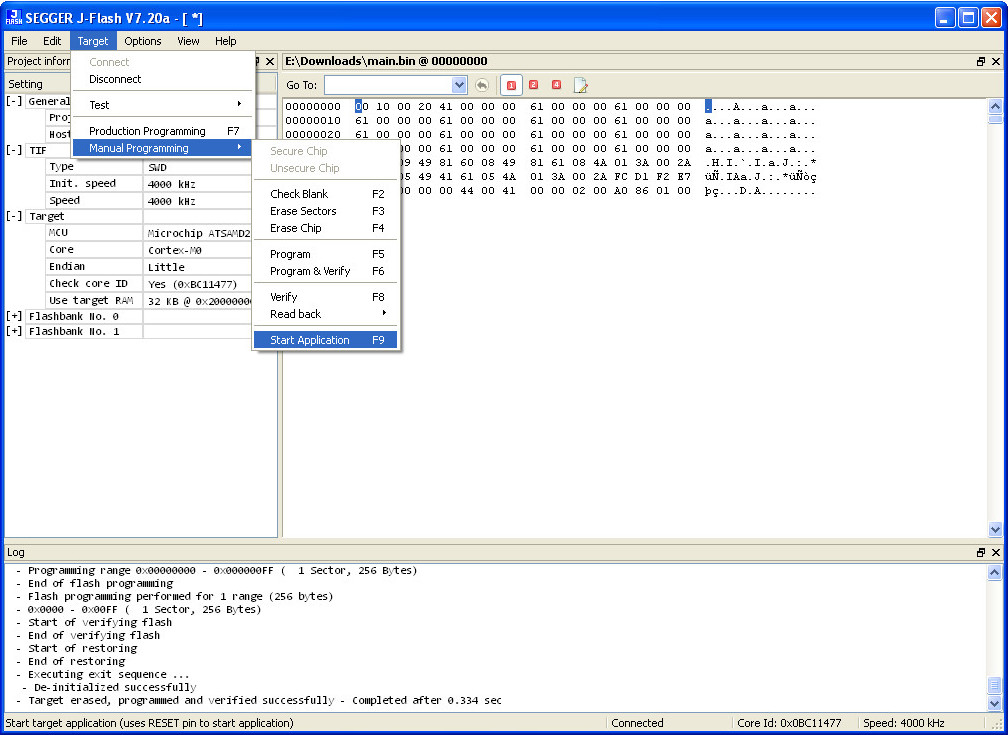 SEGGER J-Flash V7.20a - [ *]
File Edit Target Options View Help
Project inform
E:\Downloads\main.bin @ 00000000
Connect
Disconnect
Test
Production Programming F7
Manual Programming
Secure Chip
Unsecure Chip
Check Blank F2
Erase Sectors F3
Erase Chip F4
Program F5
Program & Verify F6
Verify F8
Read back
Start Application F9
Setting
[-] General
Proj
Host
[-] TIF
Type SWD
Init. speed 4000 kHz
Speed 4000 kHz
[-] Target
MCU Microchip ATSAMD2
Core Cortex-M0
Endian Little
Check core ID Yes (0xBC11477)
Use target RAM 32 KB @ 0x20000000
[+] Flashbank No. 0
[+] Flashbank No. 1
Go To: 1 2 4
00000000 00 10 00 20 41 00 00 00 61 00 00 00 61 00 00 00 ...A...a...a...
00000010 61 00 00 00 61 00 00 00 61 00 00 00 61 00 00 00 a...a...a...a...
00000020 61 00 00 00 61 00 00 00 61 00 00 00 61 00 00 00 a...a...a...a...
00 00 61 00 00 00 61 00 00 00 a...a...a...a...
09 49 81 60 08 49 81 61 08 4A 01 3A 00 2A .H.I.`.I.a.J.:.*
05 49 41 61 05 4A 01 3A 00 2A FC D1 F2 E7 üÑ.IAa.J.:.*üÑòç
00 00 00 44 00 41 00 00 02 00 A0 86 01 00 þç...D.A........
Log
- Programming range 0x00000000 - 0x000000FF ( 1 Sector, 256 Bytes)
- End of flash programming
- Flash programming performed for 1 range (256 bytes)
- 0x0000 - 0x00FF ( 1 Sector, 256 Bytes)
- Start of verifying flash
- End of verifying flash
- Start of restoring
- End of restoring
- Executing exit sequence ...
- De-initialized successfully
- Target erased, programmed and verified successfully - Completed after 0.334 sec
Start target application (uses RESET pin to start application) Connected Core Id: 0x0BC11477 Speed: 4000 kHz